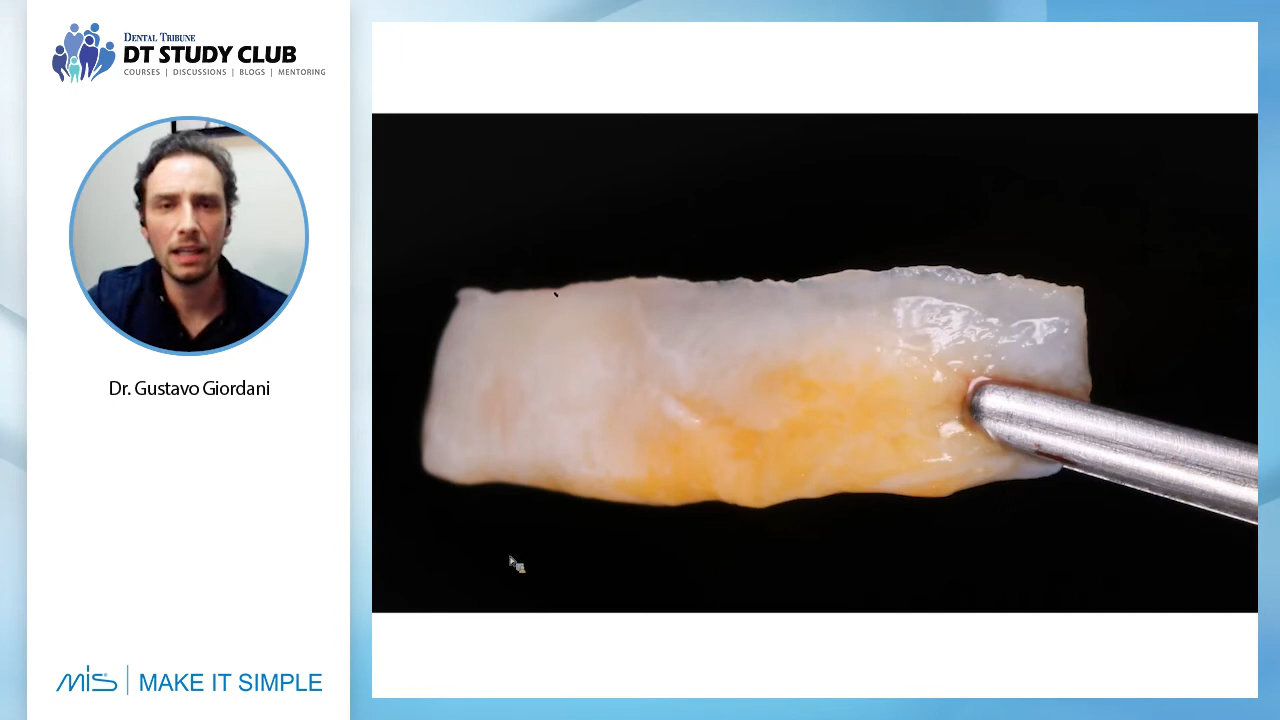 DENTAL TRIBUNE
DT STUDY CLUB
COURSES | DISCUSSIONS | BLOGS | MENTORING
Dr. Gustavo Giordani
mis | MAKE IT SIMPLE